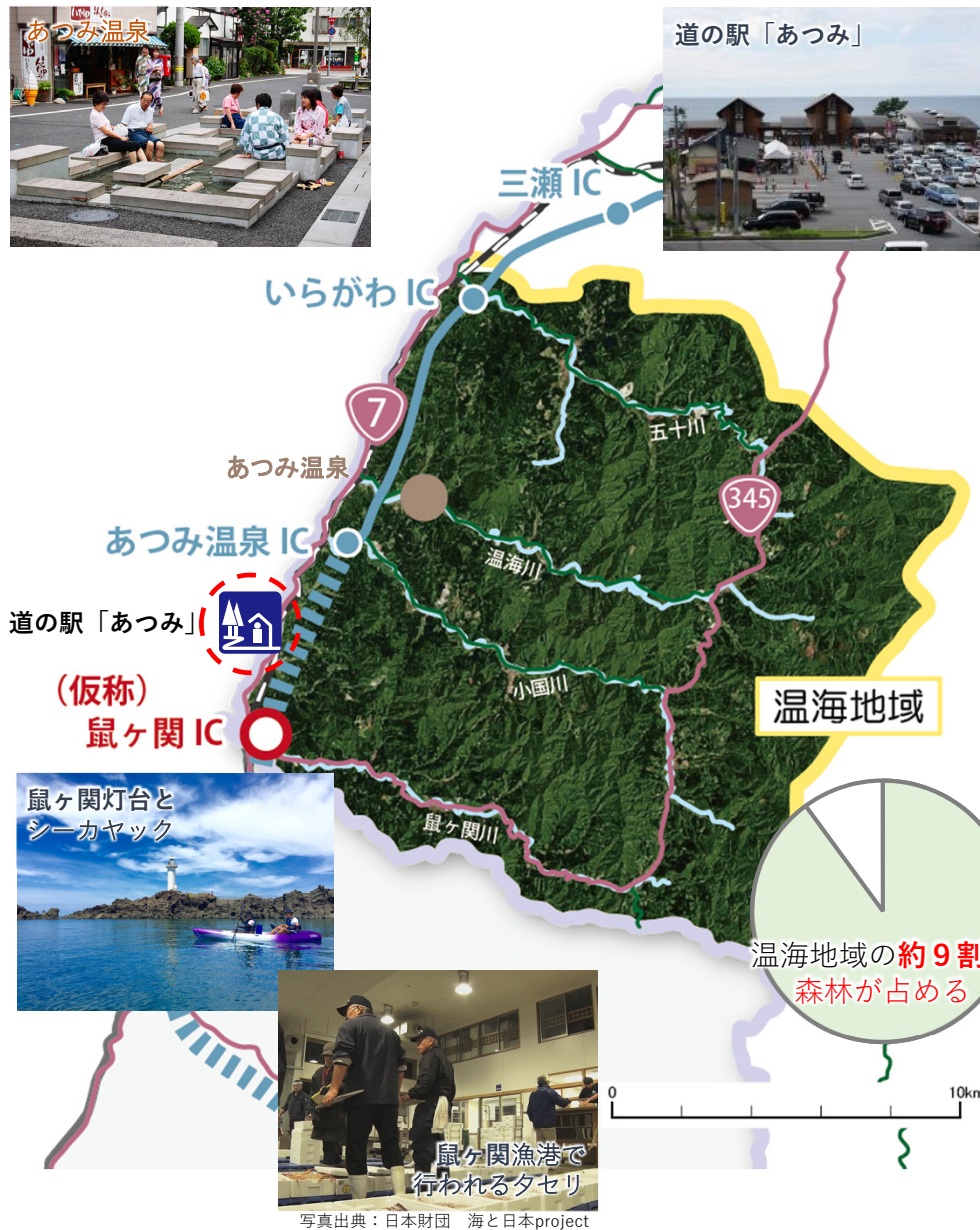 あつみ温泉
道の駅「あつみ」
三瀬 IC
いらがわ IC
7
五十川
あつみ温泉
345
あつみ温泉 IC
温海川
道の駅「あつみ」
小国川
(仮称)
鼠ヶ関 IC
温海地域
鼠ヶ関灯台と
シーカヤック
鼠ヶ関川
温海地域の約9割
森林が占める
0
10km
鼠ヶ関漁港で
行われる夕セリ
写真出典：日本財団 海と日本project